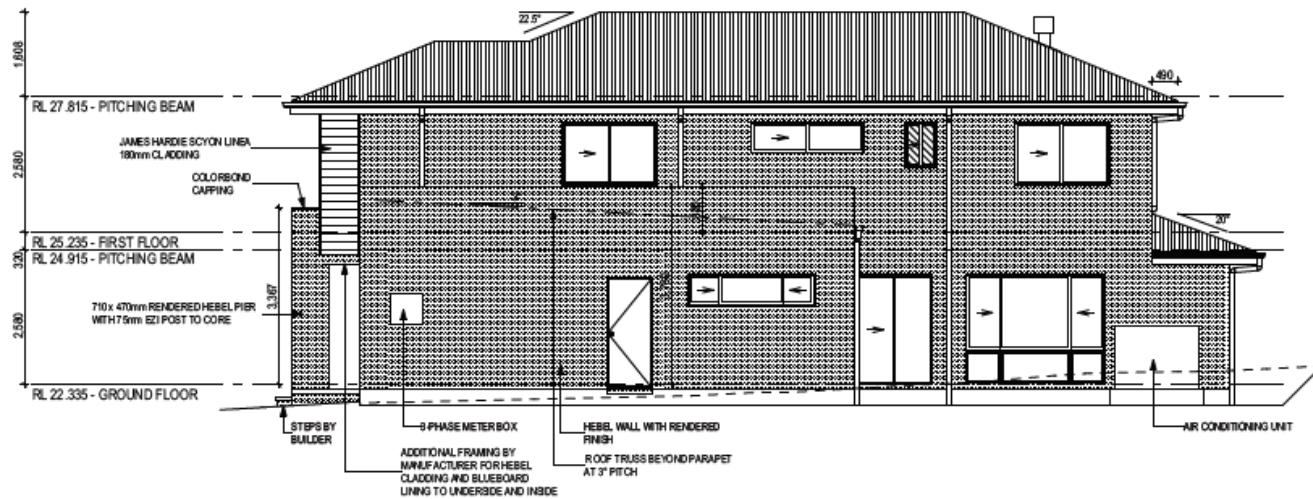 22.5°
1,608
490
RL 27.815 - PITCHING BEAM
JAMES HARDIE SCYON LINEA
180mm CLADDING
2,580
COLORBOND
CAPPING
20°
RL 25.235 - FIRST FLOOR
320
RL 24.915 - PITCHING BEAM
3,367
710 x 470mm RENDERED HEBEL PIER
WITH 75mm EZI POST TO CORE
2,580
RL 22.335 - GROUND FLOOR
STEPS BY
BUILDER
3-PHASE METER BOX
HEBEL WALL WITH RENDERED
FINISH
AIR CONDITIONING UNIT
ADDITIONAL FRAMING BY
MANUFACTURER FOR HEBEL
CLADDING AND BLUEBOARD
LINING TO UNDERSIDE AND INSIDE
ROOF TRUSS BEYOND PARAPET
AT 3° PITCH